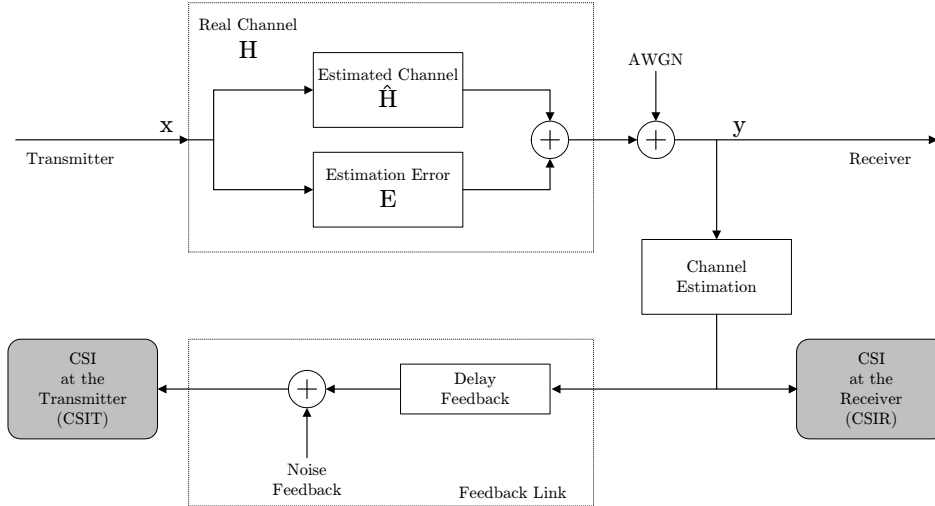 Real Channel
H
Estimated Channel
Ĥ
AWGN
x
y
Transmitter
Receiver
Estimation Error
E
Channel
Estimation
CSI
at the
Transmitter
(CSIT)
Delay
Feedback
CSI
at the
Receiver
(CSIR)
Noise
Feedback
Feedback Link